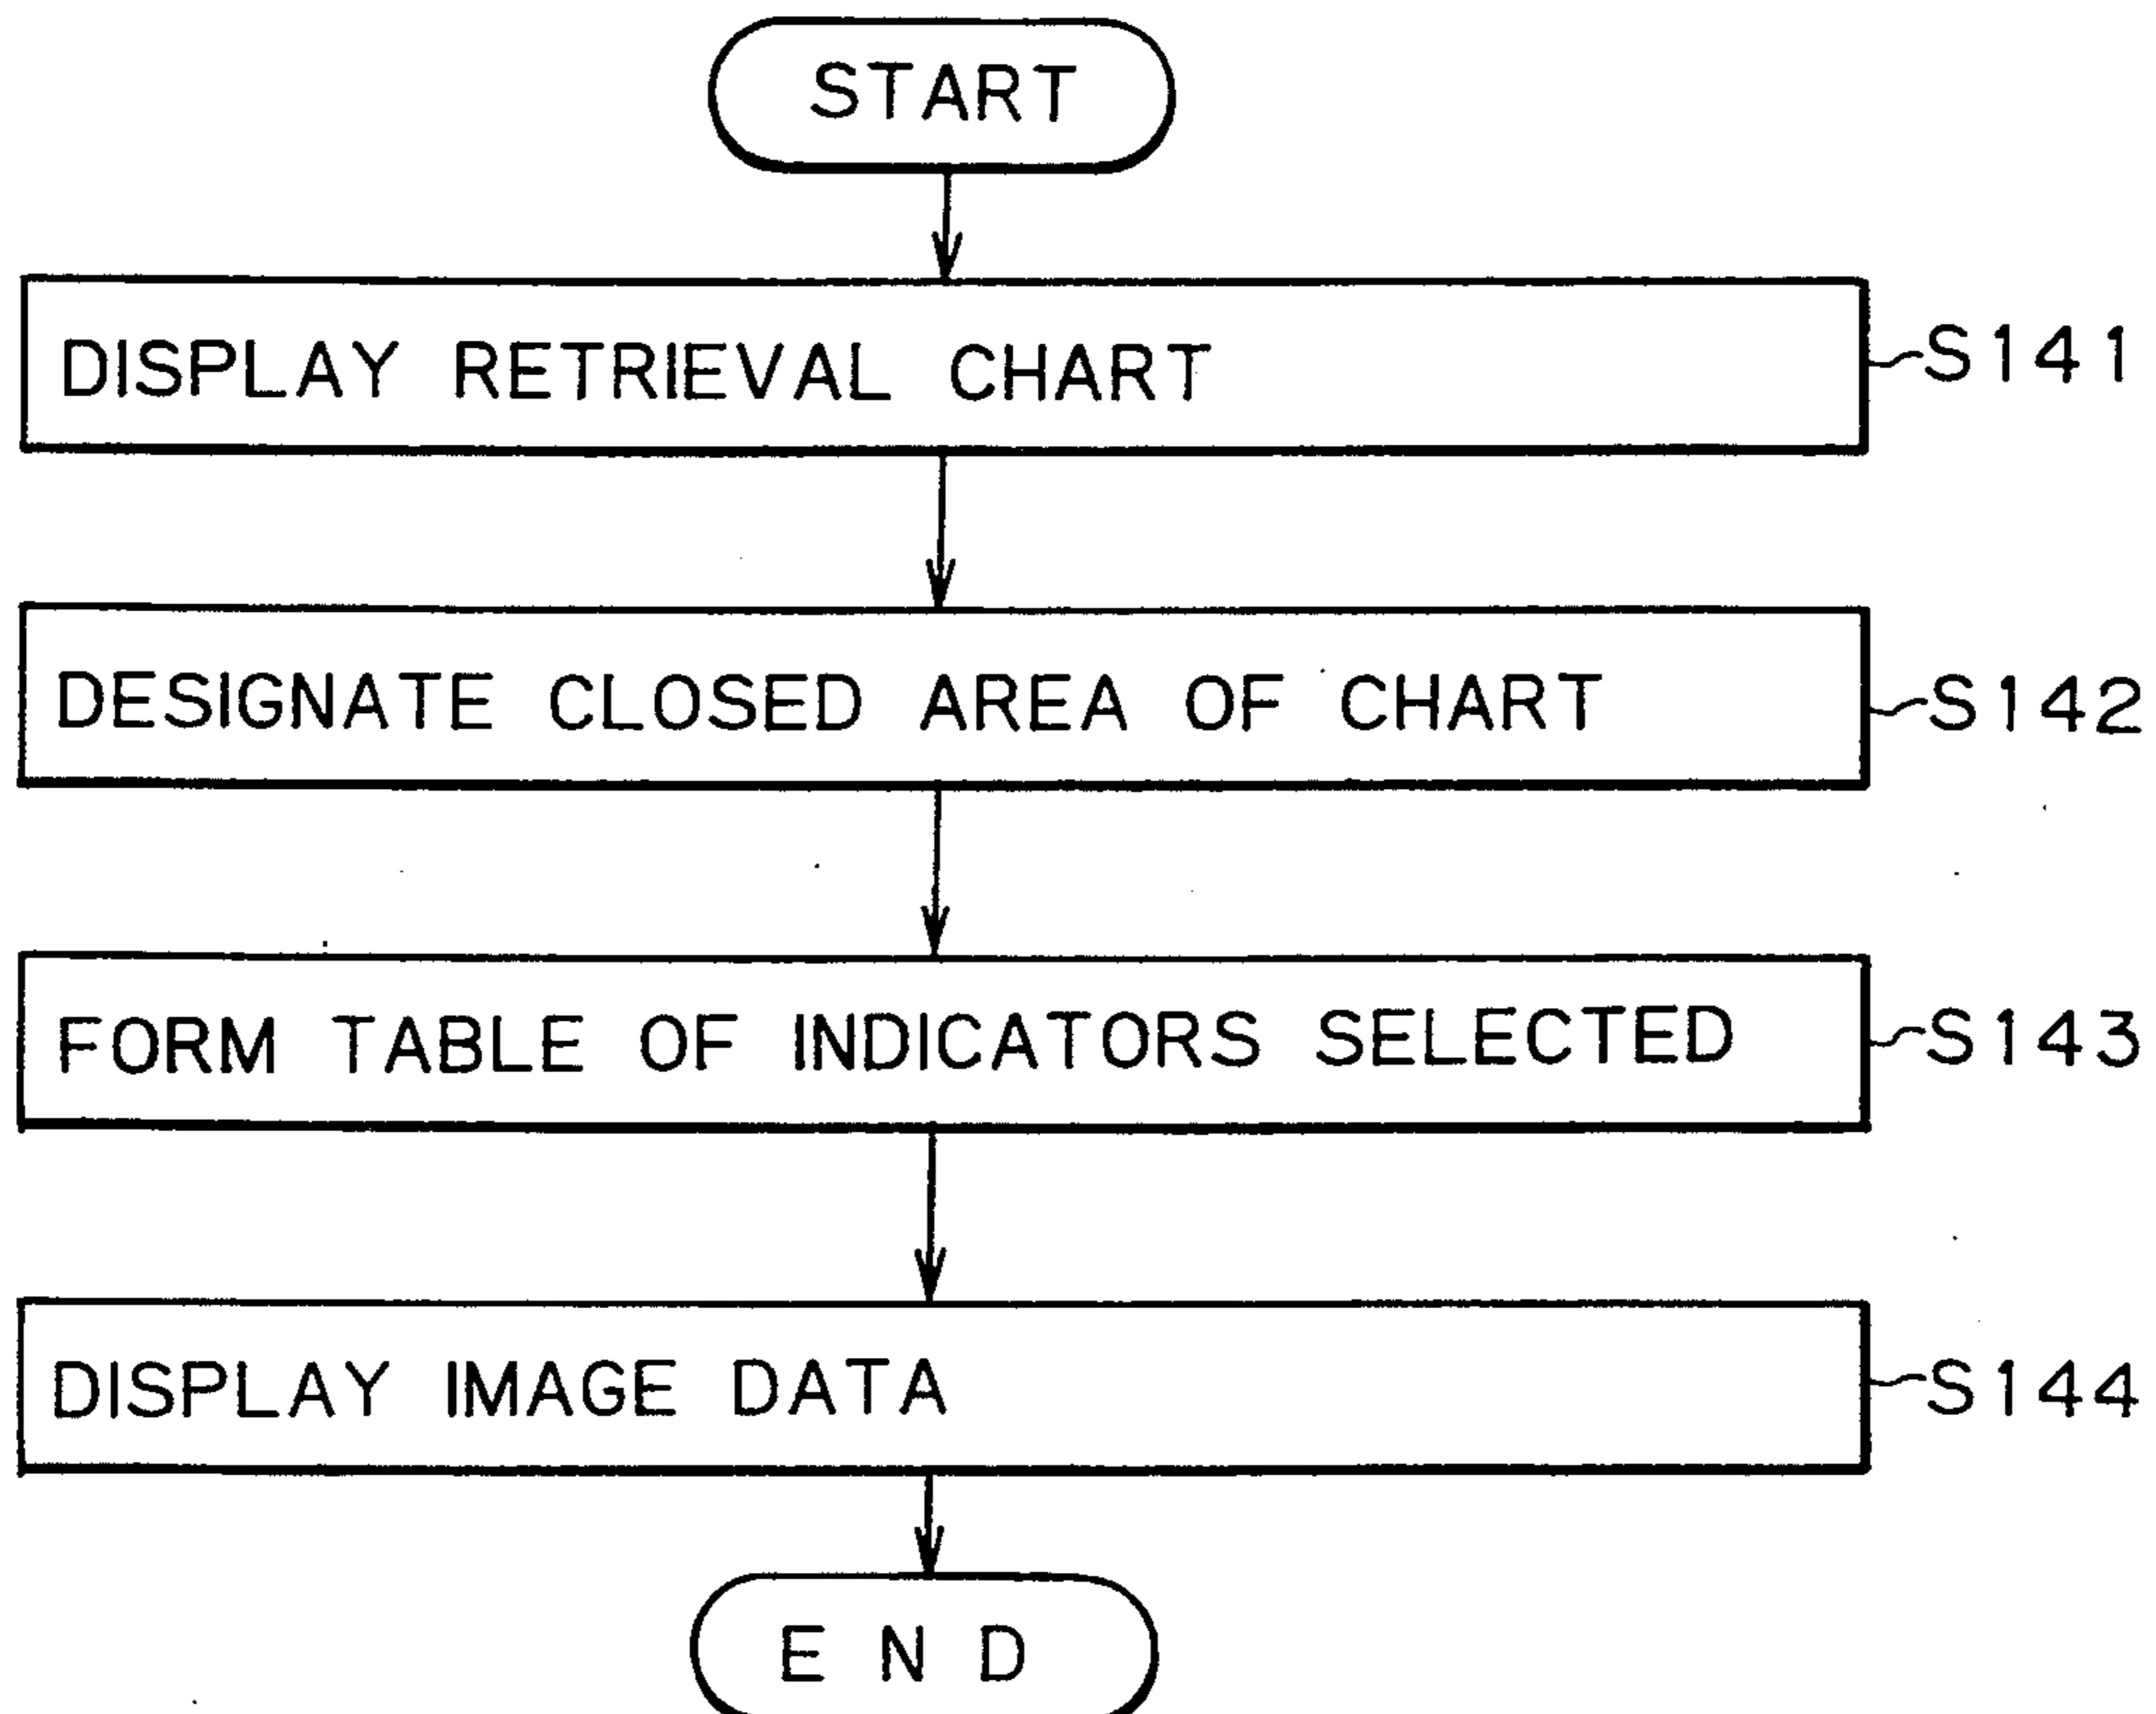 START
DISPLAY RETRIEVAL CHART
S141
DESIGNATE CLOSED AREA OF CHART
S142
FORM TABLE OF INDICATORS SELECTED
S143
DISPLAY IMAGE DATA
S144
END